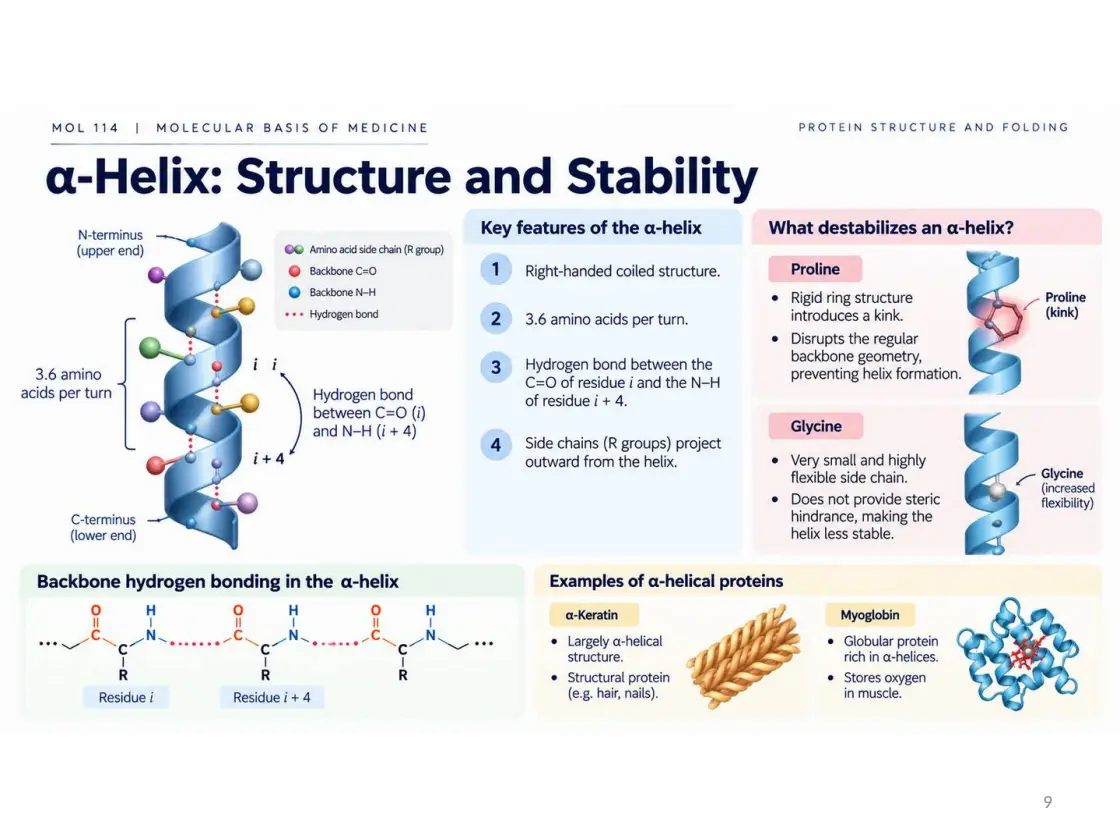 MOL 114 | MOLECULAR BASIS OF MEDICINE
PROTEIN STRUCTURE AND FOLDING
α-Helix: Structure and Stability
N-terminus
(upper end)
Amino acid side chain (R group)
Backbone C=O
Backbone N–H
Hydrogen bond
3.6 amino
acids per turn
i i
Hydrogen bond
between C=O (i)
and N–H (i + 4)
i + 4
C-terminus
(lower end)
Key features of the α-helix
1 Right-handed coiled structure.
2 3.6 amino acids per turn.
3 Hydrogen bond between the
C=O of residue i and the N–H
of residue i + 4.
4 Side chains (R groups) project
outward from the helix.
What destabilizes an α-helix?
Proline
• Rigid ring structure
introduces a kink.
• Disrupts the regular
backbone geometry,
preventing helix formation.
Proline
(kink)
Glycine
• Very small and highly
flexible side chain.
• Does not provide steric
hindrance, making the
helix less stable.
Glycine
(increased
flexibility)
Backbone hydrogen bonding in the α-helix
O H O H O H
C N C N C N
C C C
R R R
Residue i
Residue i + 4
Examples of α-helical proteins
α-Keratin
• Largely α-helical
structure.
• Structural protein
(e.g. hair, nails).
Myoglobin
• Globular protein
rich in α-helices.
• Stores oxygen
in muscle.
9